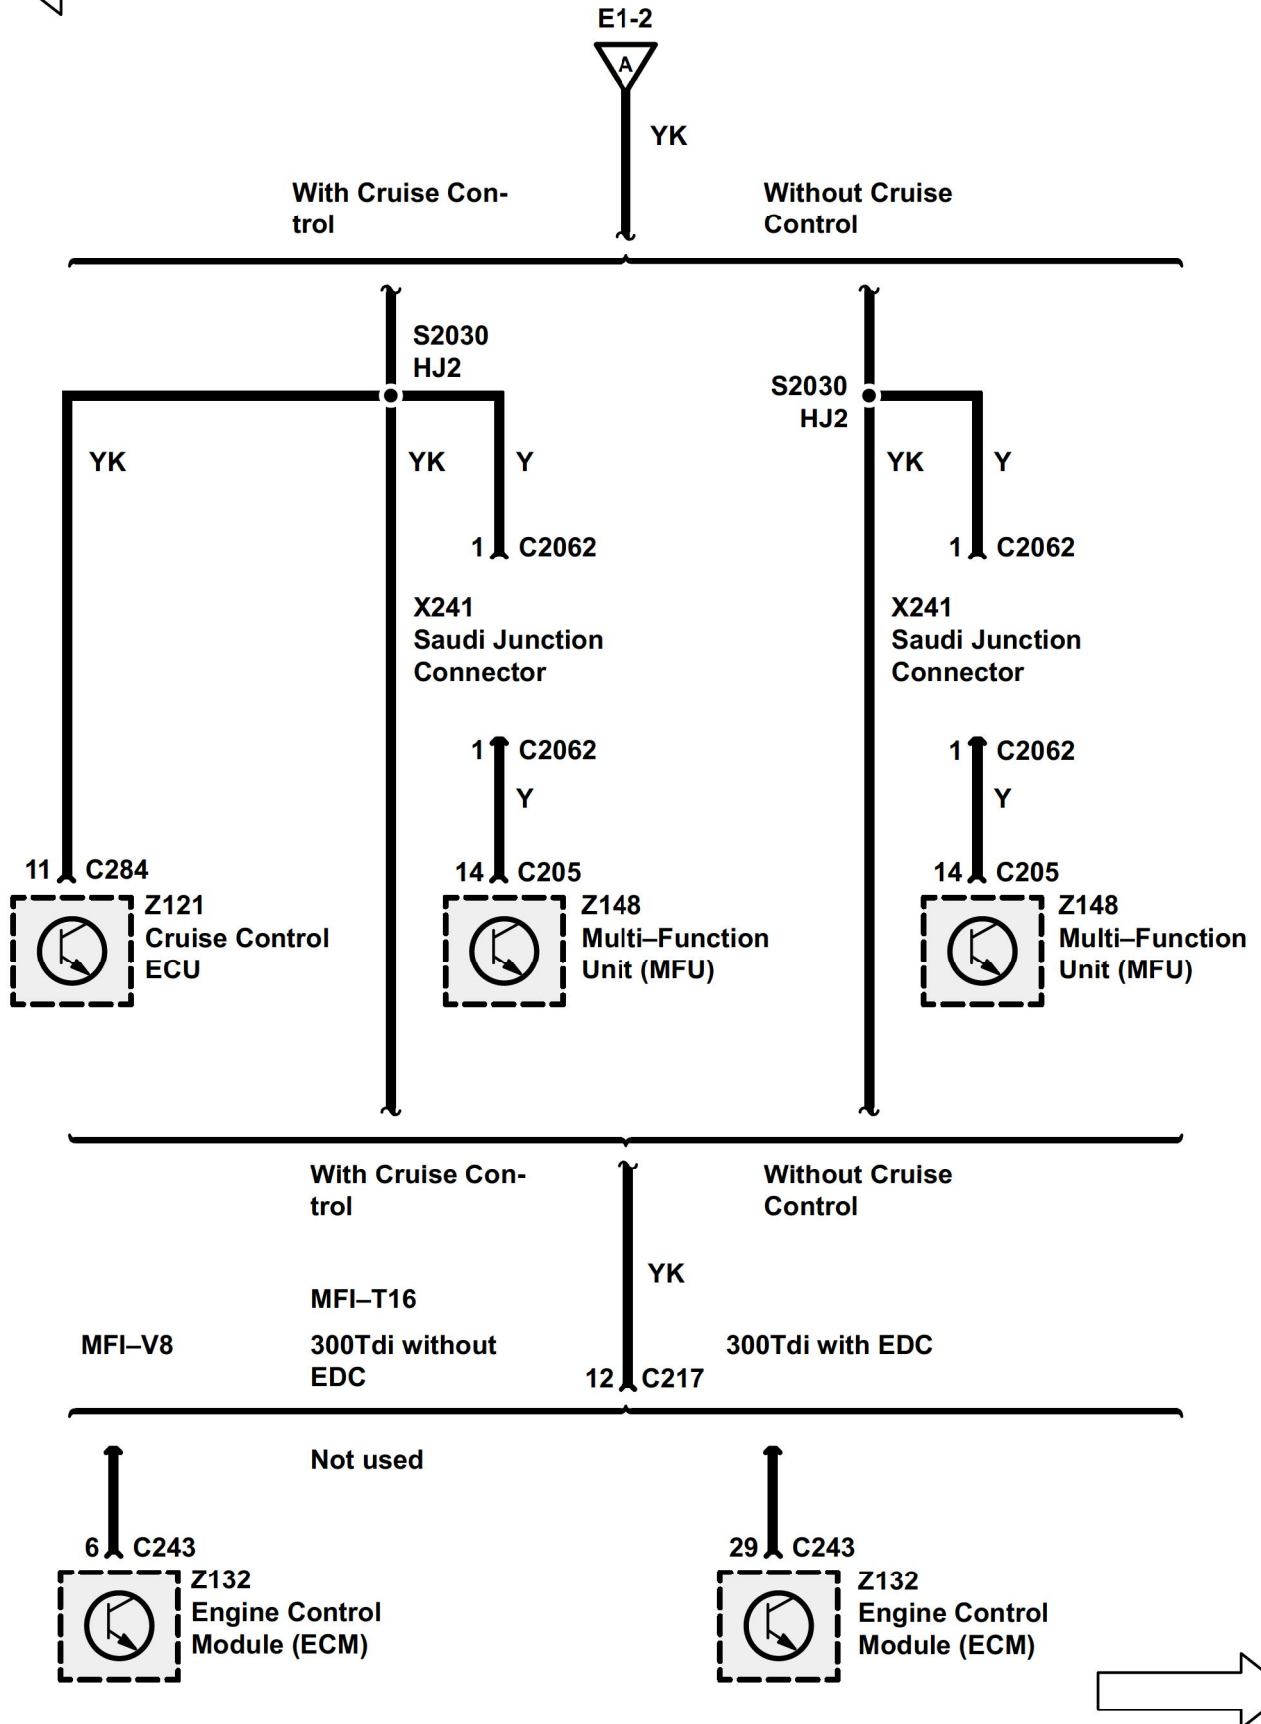 E1-2
A
YK
With Cruise Con-
trol
Without Cruise
Control
S2030
HJ2
S2030
HJ2
YK
YK
Y
YK
Y
1 C2062
1 C2062
X241
Saudi Junction
Connector
X241
Saudi Junction
Connector
1 C2062
1 C2062
Y
Y
11 C284
14 C205
14 C205
Z121
Cruise Control
ECU
Z148
Multi–Function
Unit (MFU)
Z148
Multi–Function
Unit (MFU)
With Cruise Con-
trol
Without Cruise
Control
YK
MFI–V8
MFI–T16
300Tdi without
EDC
300Tdi with EDC
12 C217
Not used
6 C243
29 C243
Z132
Engine Control
Module (ECM)
Z132
Engine Control
Module (ECM)